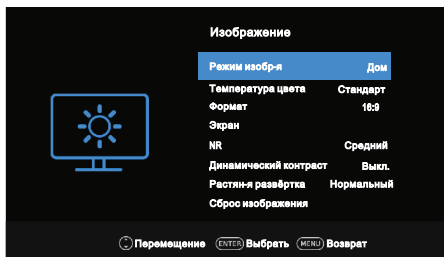 Изображение
Режим изобр-я Дом
Температура цвета Стандарт
Формат 16:9
Экран
NR Средний
Динамический контраст Выкл.
Растян-я развёртка Нормальный
Сброс изображения
Перемещение ENTER Выбрать MENU Возврат